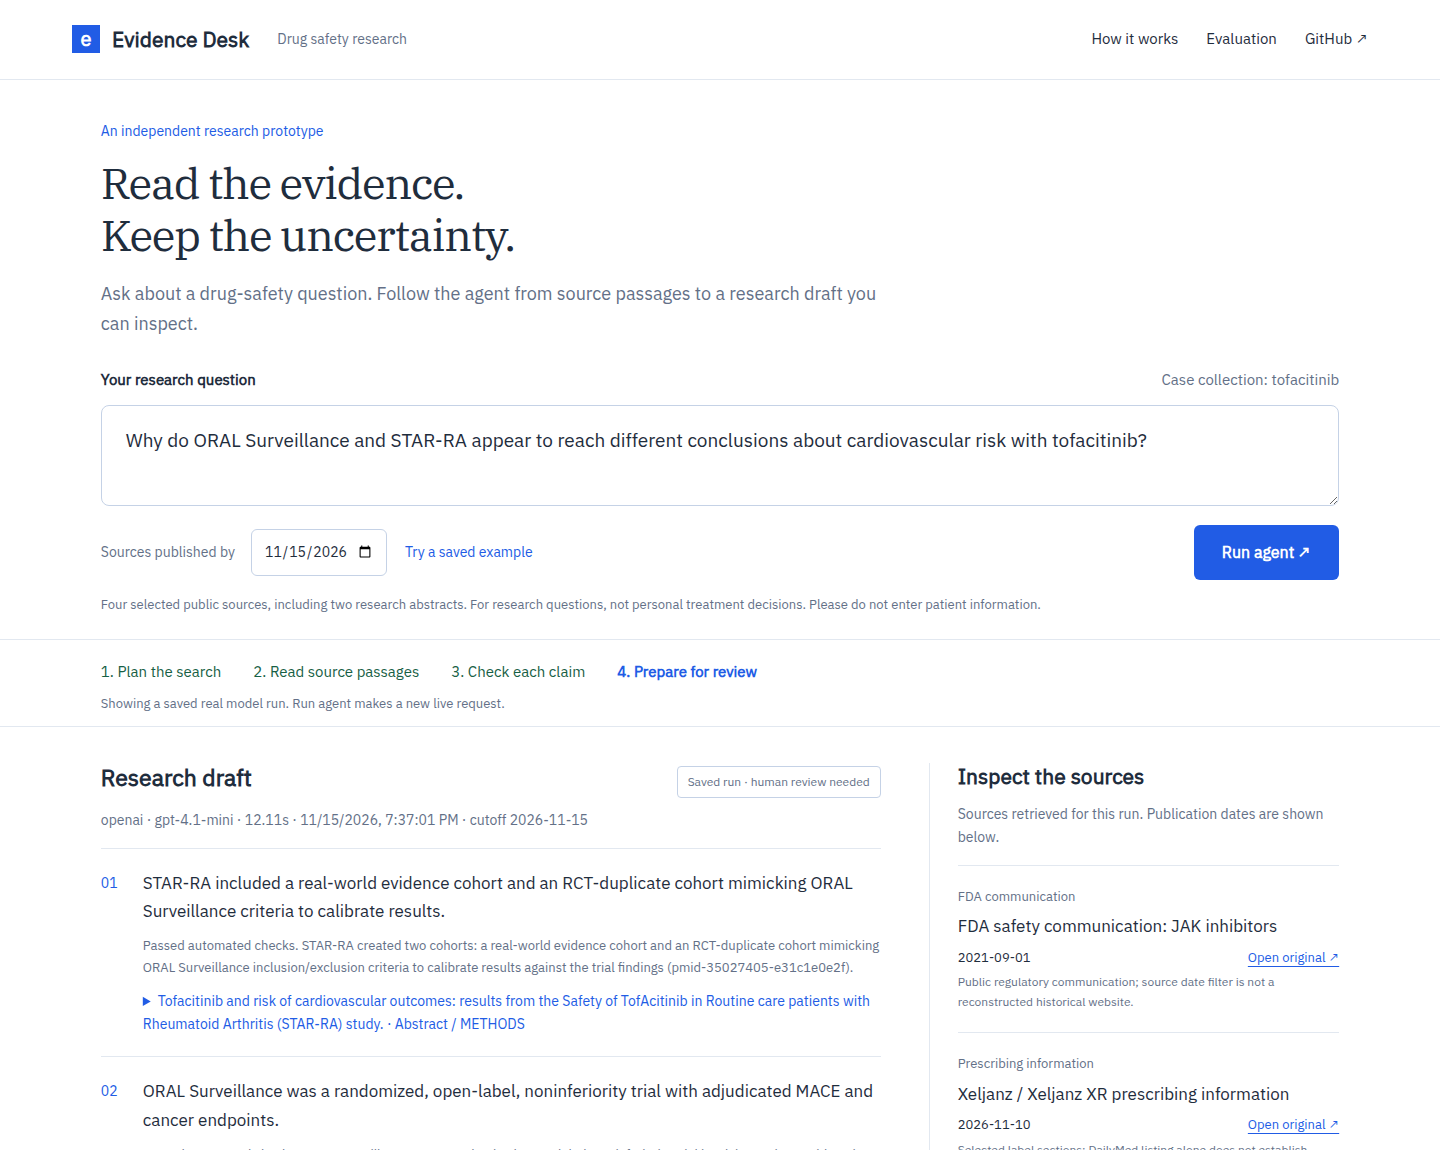 e Evidence Desk Drug safety research How it works Evaluation GitHub ↗
An independent research prototype
Read the evidence.
Keep the uncertainty.
Ask about a drug-safety question. Follow the agent from source passages to a research draft you
can inspect.
Your research question Case collection: tofacitinib
Why do ORAL Surveillance and STAR-RA appear to reach different conclusions about cardiovascular risk with tofacitinib?
Sources published by 11/15/2026 Try a saved example Run agent ↗
Four selected public sources, including two research abstracts. For research questions, not personal treatment decisions. Please do not enter patient information.
1. Plan the search 2. Read source passages 3. Check each claim 4. Prepare for review
Showing a saved real model run. Run agent makes a new live request.
Research draft Saved run · human review needed
openai · gpt-4.1-mini · 12.11s · 11/15/2026, 7:37:01 PM · cutoff 2026-11-15
01 STAR-RA included a real-world evidence cohort and an RCT-duplicate cohort mimicking ORAL
Surveillance criteria to calibrate results.
Passed automated checks. STAR-RA created two cohorts: a real-world evidence cohort and an RCT-duplicate cohort mimicking
ORAL Surveillance inclusion/exclusion criteria to calibrate results against the trial findings (pmid-35027405-e31c1e0e2f).
▶ Tofacitinib and risk of cardiovascular outcomes: results from the Safety of TofAcitinib in Routine care patients with
Rheumatoid Arthritis (STAR-RA) study. · Abstract / METHODS
02 ORAL Surveillance was a randomized, open-label, noninferiority trial with adjudicated MACE and
cancer endpoints.
Inspect the sources
Sources retrieved for this run. Publication dates are shown
below.
FDA communication
FDA safety communication: JAK inhibitors
2021-09-01 Open original ↗
Public regulatory communication; source date filter is not a
reconstructed historical website.
Prescribing information
Xeljanz / Xeljanz XR prescribing information
2026-11-10 Open original ↗
Selected label sections; DailyMed listing alone does not establish